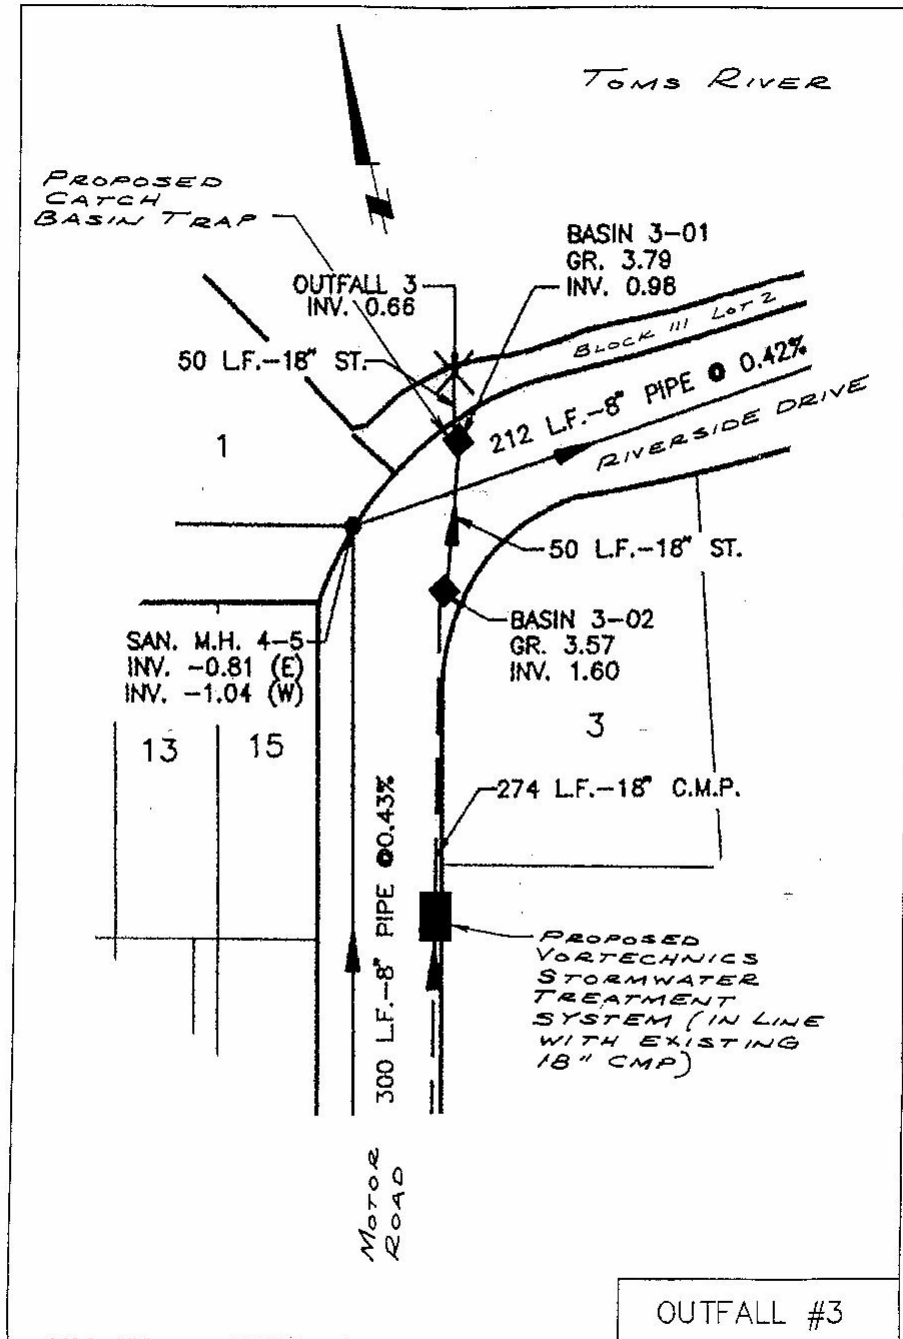 TOMS RIVER
PROPOSED
CATCH
BASIN TRAP
BASIN 3-01
GR. 3.79
INV. 0.98
OUTFALL 3
INV. 0.66
BLOCK 111 LOT 2
50 L.F.-18" ST.
212 L.F.-8" PIPE @ 0.42%
RIVERSIDE DRIVE
1
50 L.F.-18" ST.
BASIN 3-02
GR. 3.57
INV. 1.60
SAN. M.H. 4-5
INV. -0.81 (E)
INV. -1.04 (W)
13
15
3
274 L.F.-18" C.M.P.
300 L.F.-8" PIPE @0.43%
PROPOSED
VORTECHNICS
STORMWATER
TREATMENT
SYSTEM (IN LINE
WITH EXISTING
18" CMP)
MOTOR
ROAD
OUTFALL #3